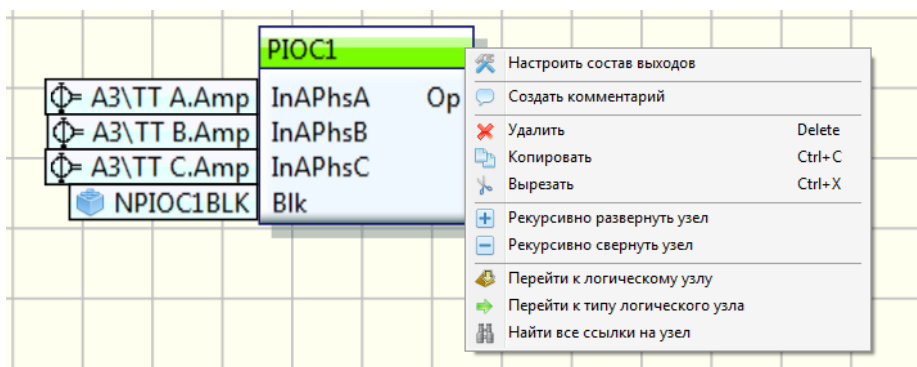 PIOC1
A3\TT A.Amp InAPhsA Op
A3\TT B.Amp InAPhsB
A3\TT C.Amp InAPhsC
NPIOC1BLK Blk
Настроить состав выходов
Создать комментарий
Удалить Delete
Копировать Ctrl+C
Вырезать Ctrl+X
Рекурсивно развернуть узел
Рекурсивно свернуть узел
Перейти к логическому узлу
Перейти к типу логического узла
Найти все ссылки на узел